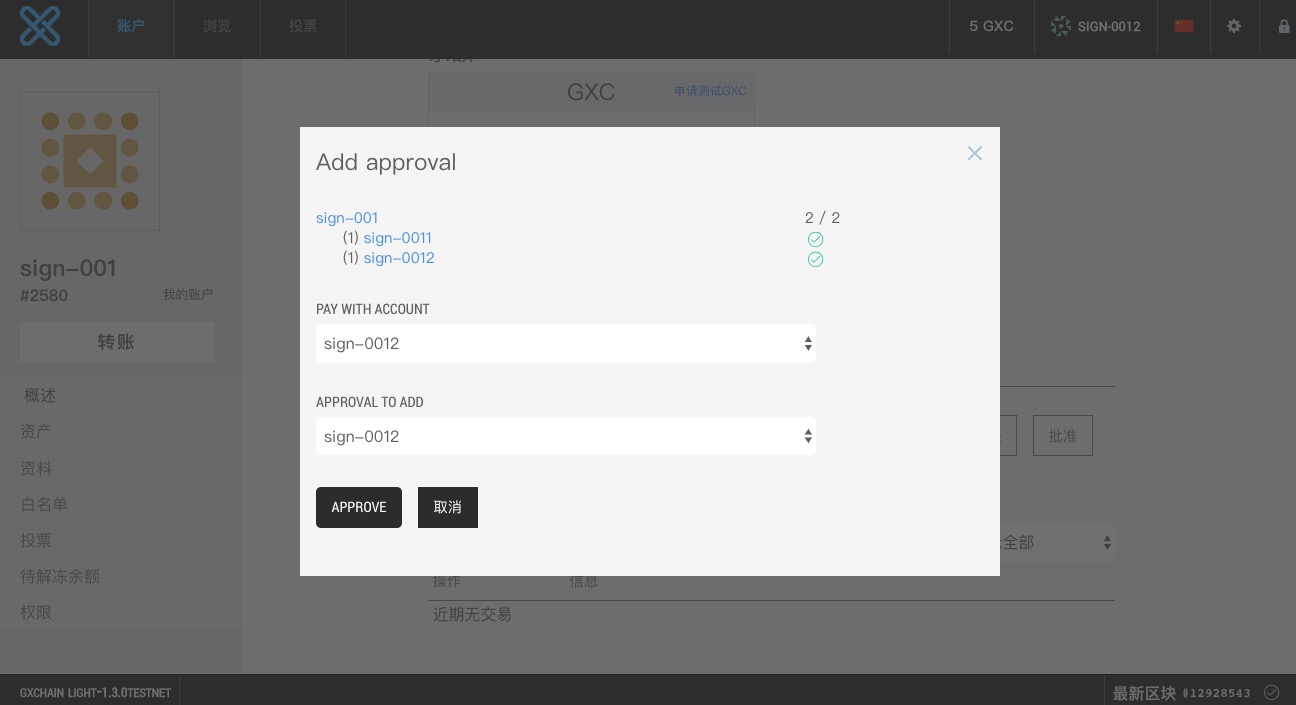 账户 浏览 投票 5 GXC SIGN-0012
GXC 申请测试GXC
Add approval
sign-001 2 / 2
(1) sign-0011
(1) sign-0012
PAY WITH ACCOUNT
sign-0012
APPROVAL TO ADD
sign-0012
APPROVE 取消
sign-001
#2580 我的账户
转账
概述
资产
资料
白名单
投票
待解冻余额
权限
批准
全部
操作 信息
近期无交易
GXCHAIN LIGHT-1.3.0TESTNET 最新区块 #12928543